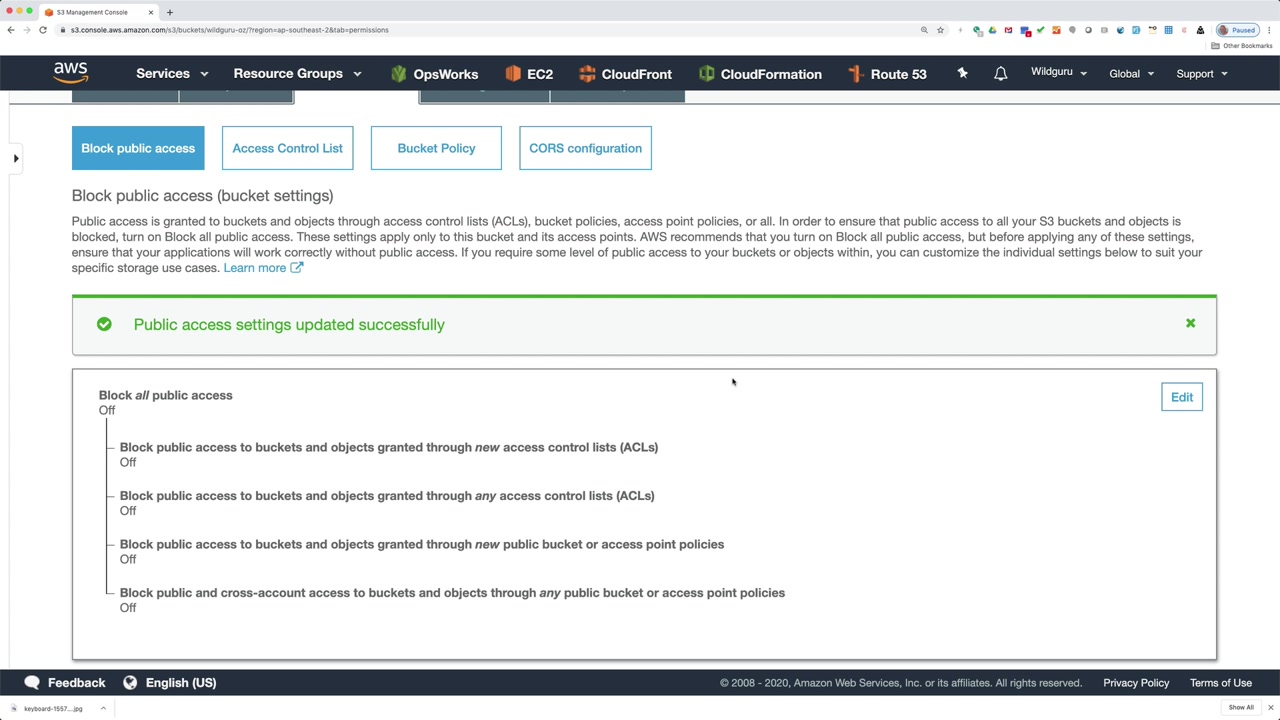 S3 Management Console
s3.console.aws.amazon.com/s3/buckets/wildguru-oz/?region=ap-southeast-2&tab=permissions
Paused
Other Bookmarks
aws Services Resource Groups OpsWorks EC2 CloudFront CloudFormation Route 53 Wildguru Global Support
Block public access Access Control List Bucket Policy CORS configuration
Block public access (bucket settings)
Public access is granted to buckets and objects through access control lists (ACLs), bucket policies, access point policies, or all. In order to ensure that public access to all your S3 buckets and objects is
blocked, turn on Block all public access. These settings apply only to this bucket and its access points. AWS recommends that you turn on Block all public access, but before applying any of these settings,
ensure that your applications will work correctly without public access. If you require some level of public access to your buckets or objects within, you can customize the individual settings below to suit your
specific storage use cases. Learn more
Public access settings updated successfully
Block all public access
Off
Edit
Block public access to buckets and objects granted through new access control lists (ACLs)
Off
Block public access to buckets and objects granted through any access control lists (ACLs)
Off
Block public access to buckets and objects granted through new public bucket or access point policies
Off
Block public and cross-account access to buckets and objects through any public bucket or access point policies
Off
Feedback English (US) © 2008 - 2020, Amazon Web Services, Inc. or its affiliates. All rights reserved. Privacy Policy Terms of Use
keyboard-1557....jpg Show All